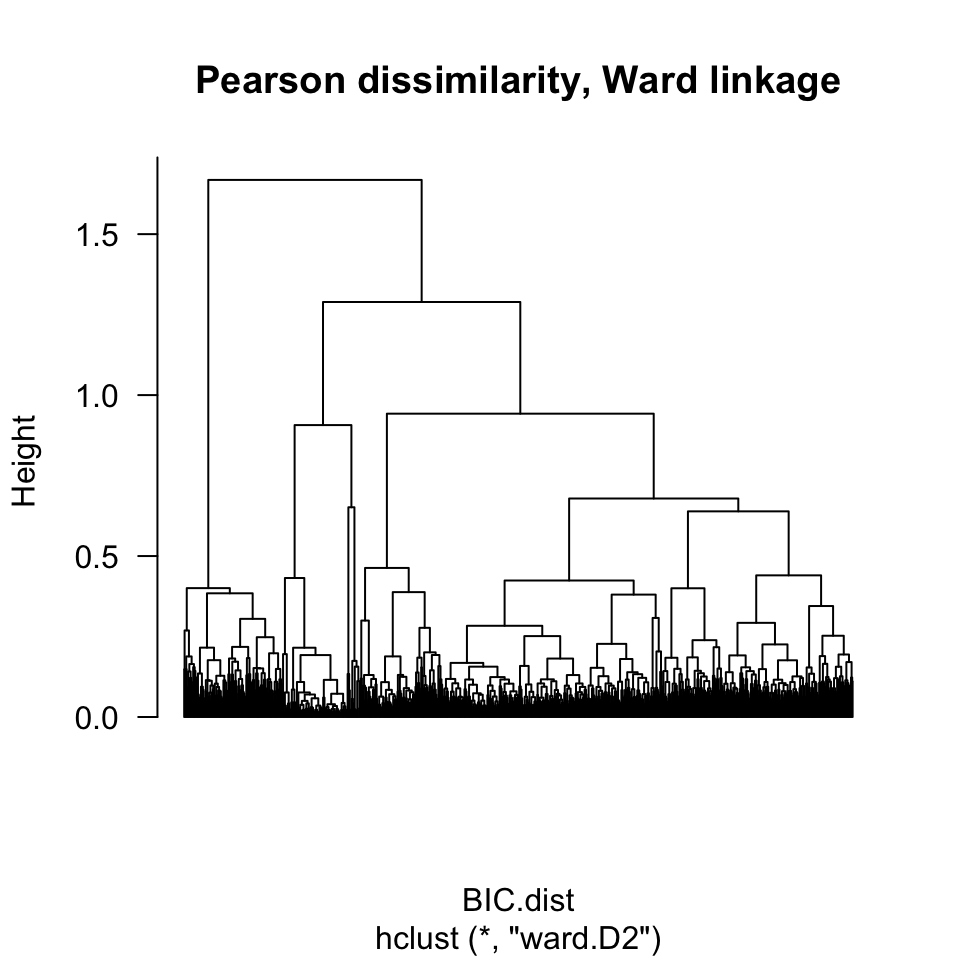 Pearson dissimilarity, Ward linkage
Height
1.5
1.0
0.5
0.0
BIC.dist
hclust (*, "ward.D2")